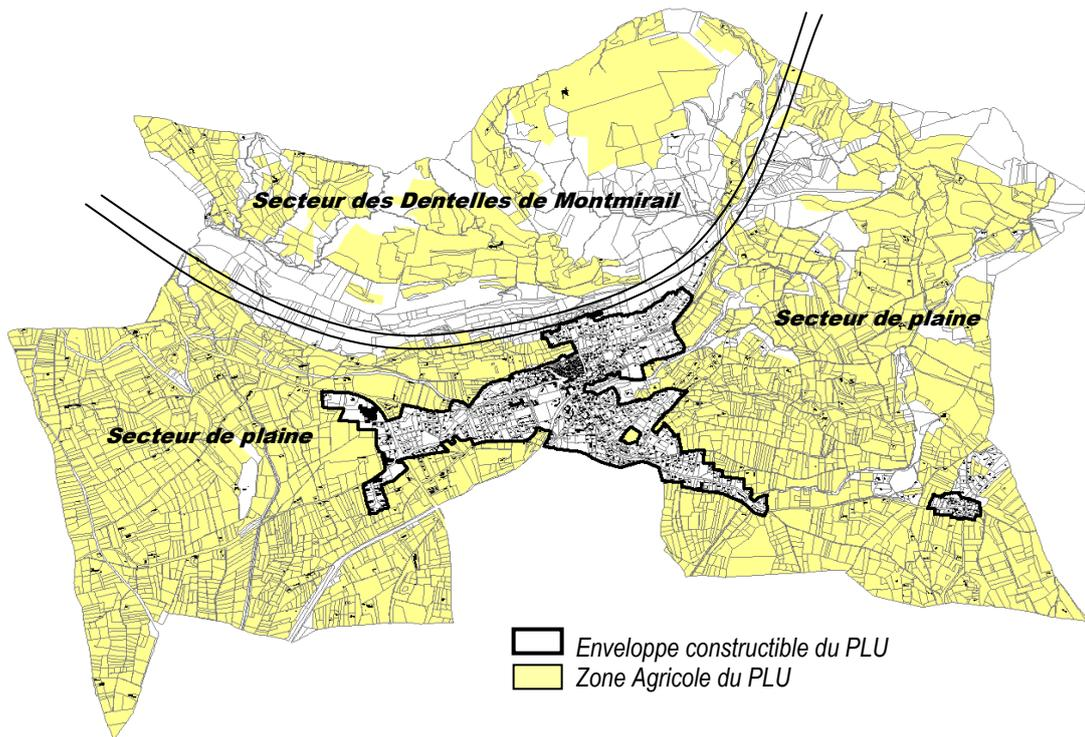 Secteur des Dentelles de Montmirail
Secteur de plaine
Secteur de plaine
Enveloppe constructible du PLU
Zone Agricole du PLU